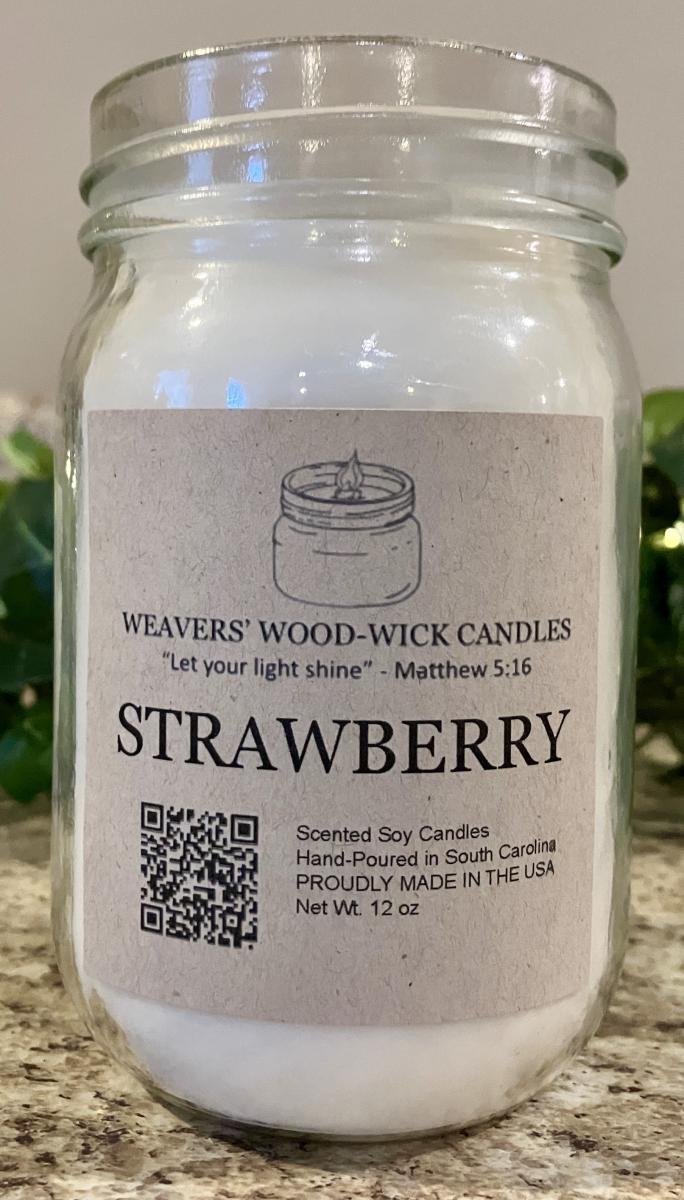 WEAVERS’ WOOD-WICK CANDLES
“Let your light shine” - Matthew 5:16
STRAWBERRY
Scented Soy Candles
Hand-Poured in South Carolina
PROUDLY MADE IN THE USA
Net Wt. 12 oz